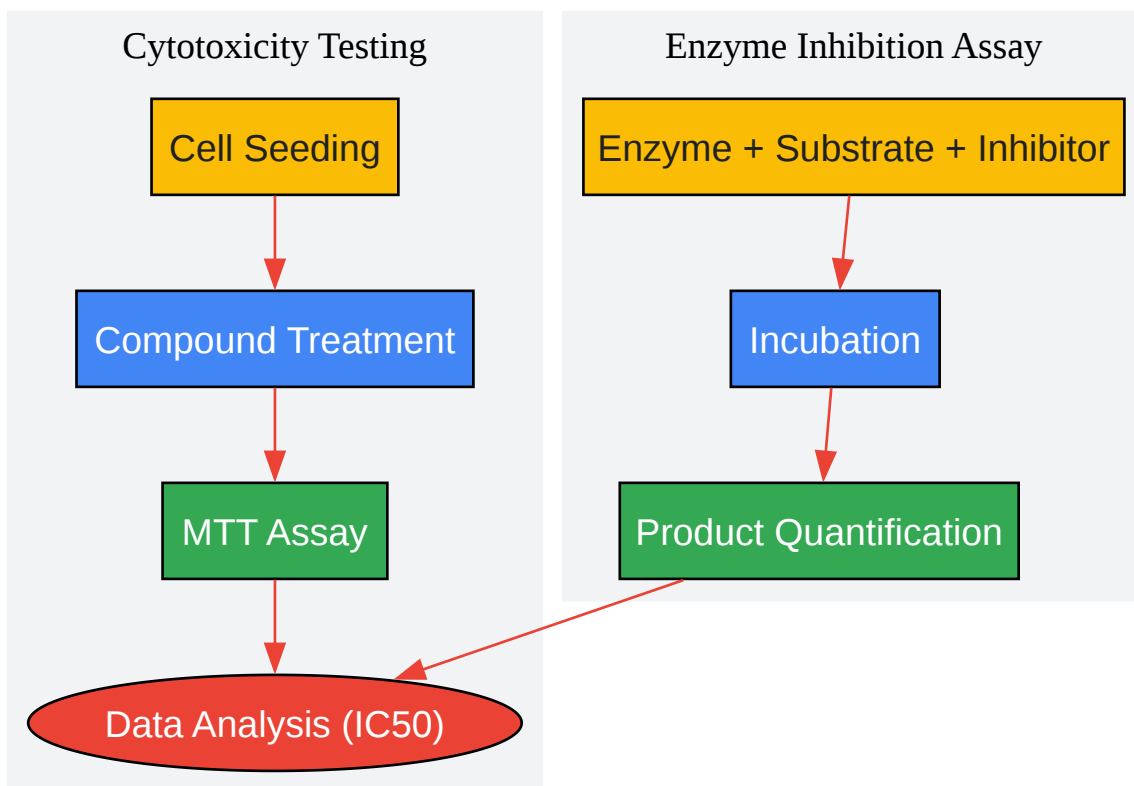 Cytotoxicity Testing
Cell Seeding
Compound Treatment
MTT Assay
Data Analysis (IC50)
Enzyme Inhibition Assay
Enzyme + Substrate + Inhibitor
Incubation
Product Quantification